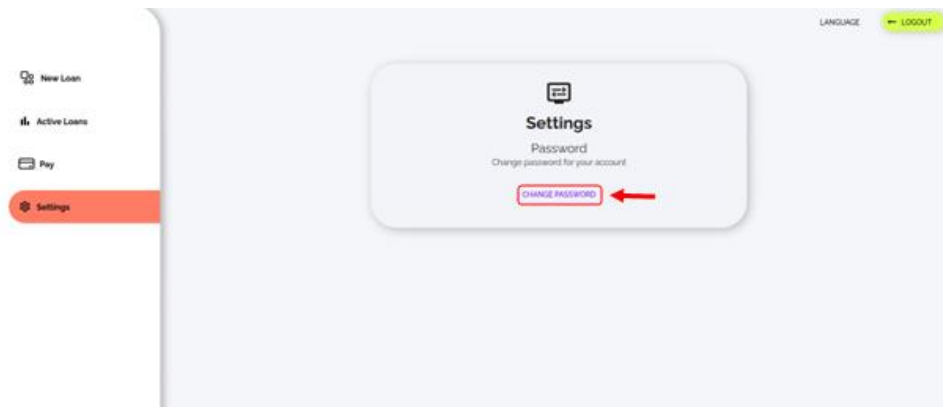 LANGUAGE
LOGOUT
New Loan
Active Loans
Pay
Settings
Settings
Password
Change password for your account
CHANGE PASSWORD